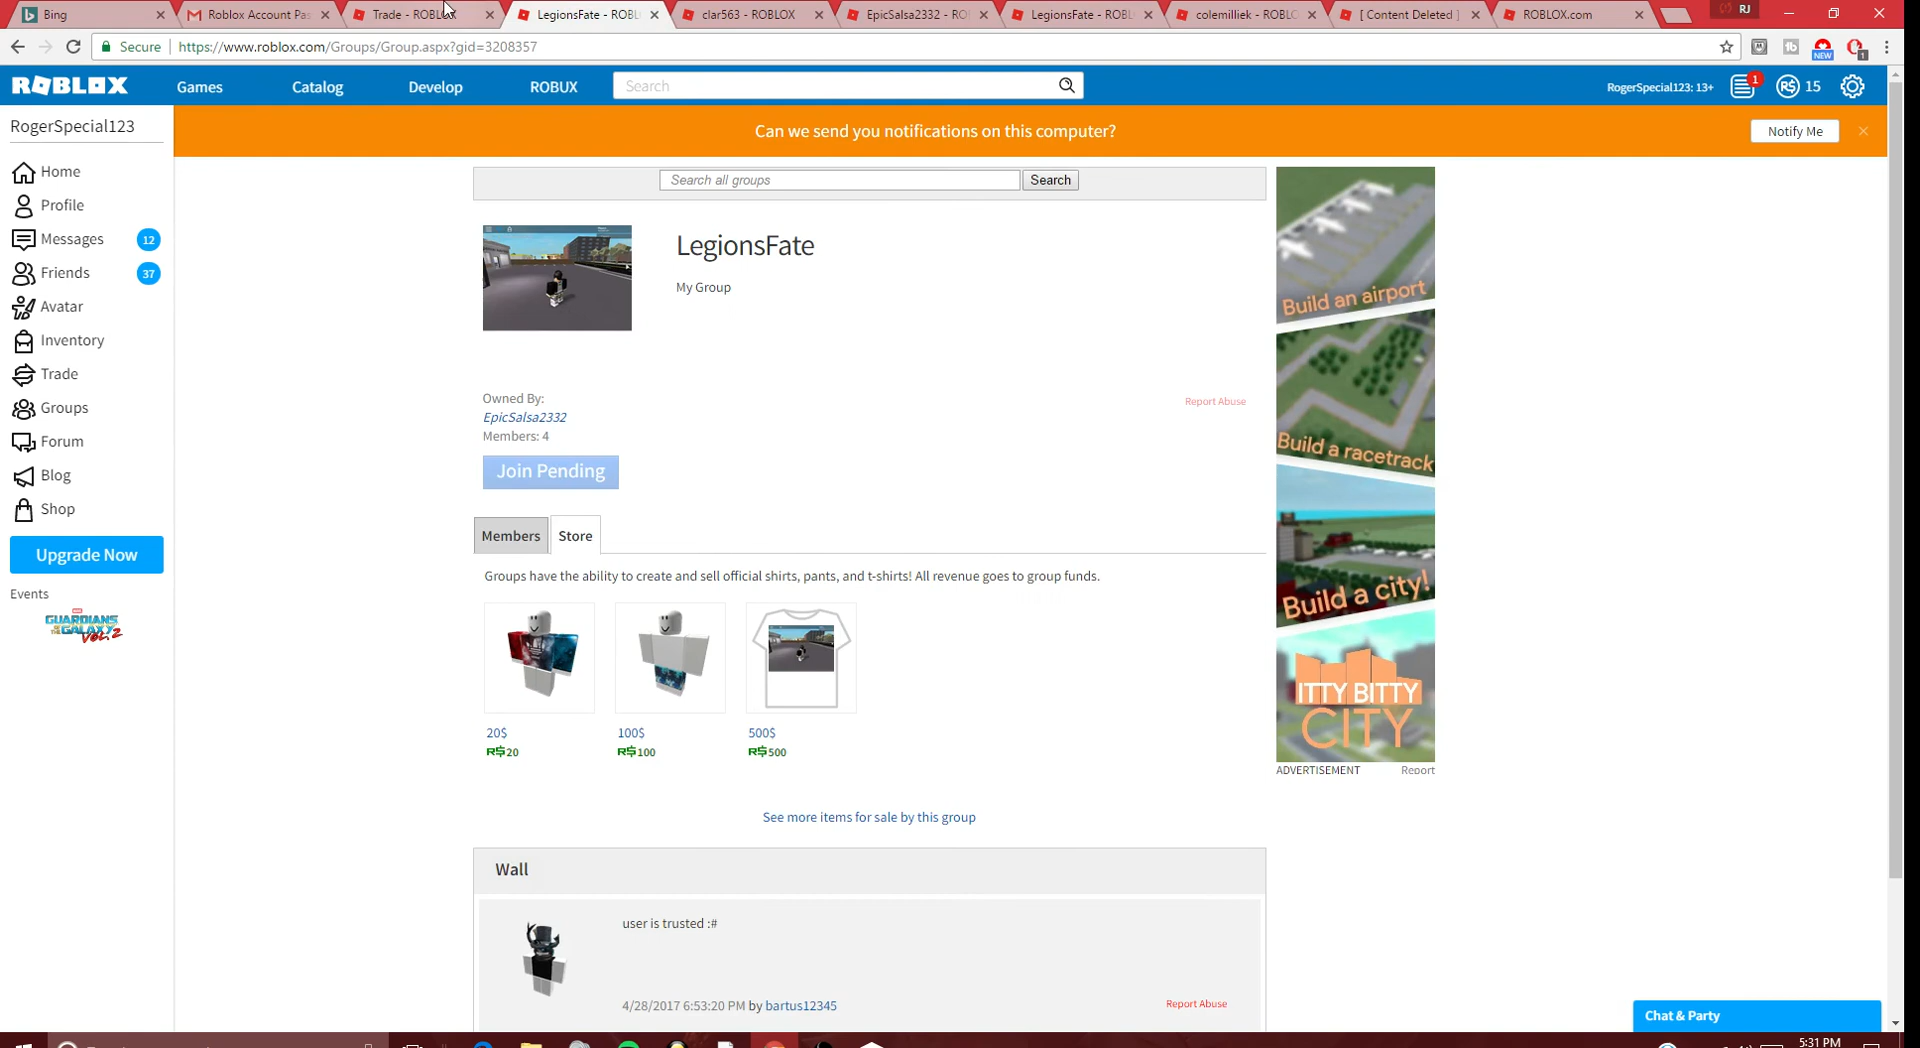 Bing
Roblox Account Pas
Trade - ROBLOX
LegionsFate - ROBL
clar563 - ROBLOX
EpicSalsa2332 - RO
LegionsFate - ROBL
colemilliek - ROBLO
[ Content Deleted ]
ROBLOX.com
RJ
Secure
https://www.roblox.com/Groups/Group.aspx?gid=3208357
NEW
1
ROBLOX
Games
Catalog
Develop
ROBUX
Search
RogerSpecial123: 13+
1
R$ 15
RogerSpecial123
Can we send you notifications on this computer?
Notify Me
Home
Profile
Messages 12
Friends 37
Avatar
Inventory
Trade
Groups
Forum
Blog
Shop
Upgrade Now
Events
GUARDIANS OF THE GALAXY
Search all groups
Search
LegionsFate
My Group
Owned By:
EpicSalsa2332
Members: 4
Report Abuse
Join Pending
Members
Store
Groups have the ability to create and sell official shirts, pants, and t-shirts! All revenue goes to group funds.
20$
R$20
100$
R$100
500$
R$500
See more items for sale by this group
Wall
user is trusted :#
4/28/2017 6:53:20 PM by bartus12345
Report Abuse
Build an airport
Build a racetrack
Build a city!
ITTY BITTY
CITY
ADVERTISEMENT
Report
Chat & Party
5:31 PM